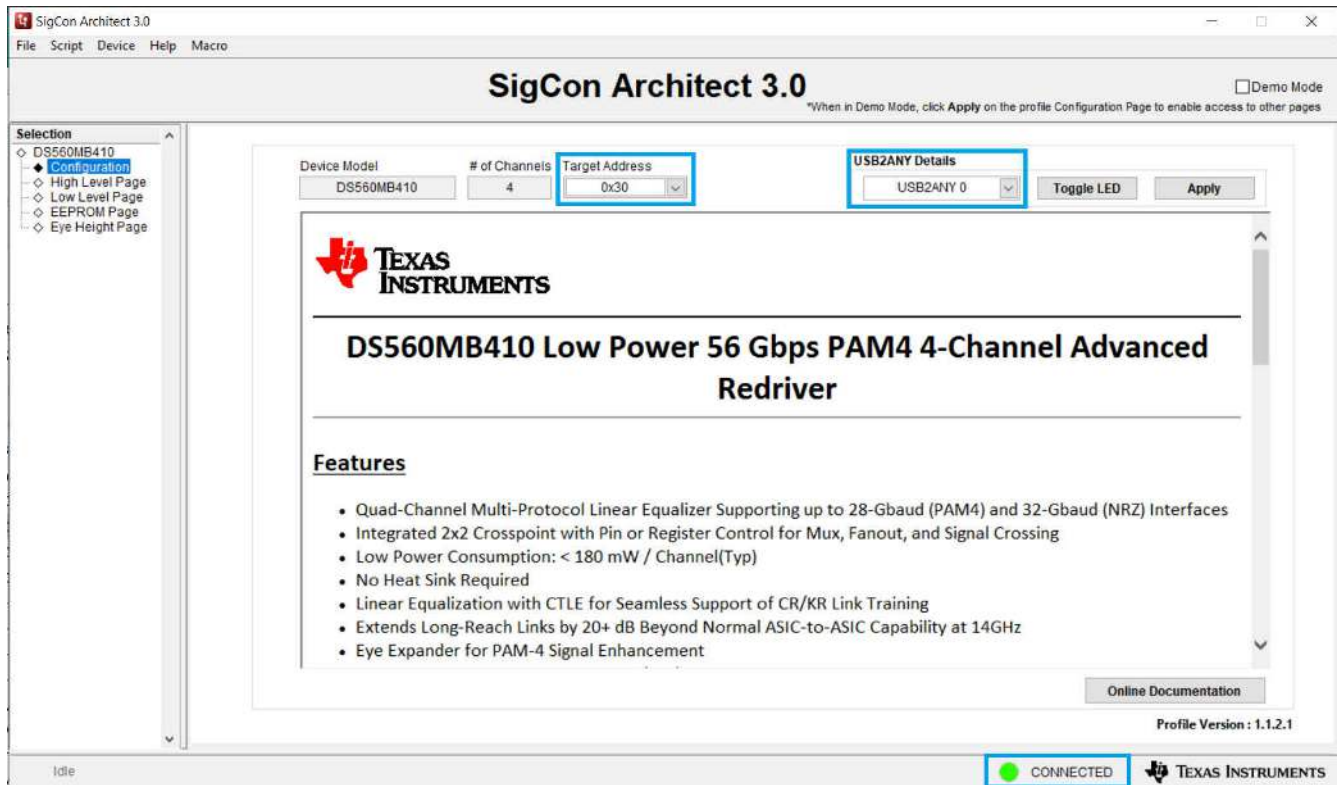 SigCon Architect 3.0
File Script Device Help Macro
SigCon Architect 3.0
Demo Mode
*When in Demo Mode, click Apply on the profile Configuration Page to enable access to other pages
Selection
DS560MB410
Configuration
High Level Page
Low Level Page
EEPROM Page
Eye Height Page
Device Model # of Channels Target Address USB2ANY Details
DS560MB410 4 0x30 USB2ANY 0 Toggle LED Apply
TEXAS
INSTRUMENTS
DS560MB410 Low Power 56 Gbps PAM4 4-Channel Advanced
Redriver
Features
• Quad-Channel Multi-Protocol Linear Equalizer Supporting up to 28-Gbaud (PAM4) and 32-Gbaud (NRZ) Interfaces
• Integrated 2x2 Crosspoint with Pin or Register Control for Mux, Fanout, and Signal Crossing
• Low Power Consumption: < 180 mW / Channel(Typ)
• No Heat Sink Required
• Linear Equalization with CTLE for Seamless Support of CR/KR Link Training
• Extends Long-Reach Links by 20+ dB Beyond Normal ASIC-to-ASIC Capability at 14GHz
• Eye Expander for PAM-4 Signal Enhancement
Online Documentation
Profile Version : 1.1.2.1
Idle CONNECTED TEXAS INSTRUMENTS